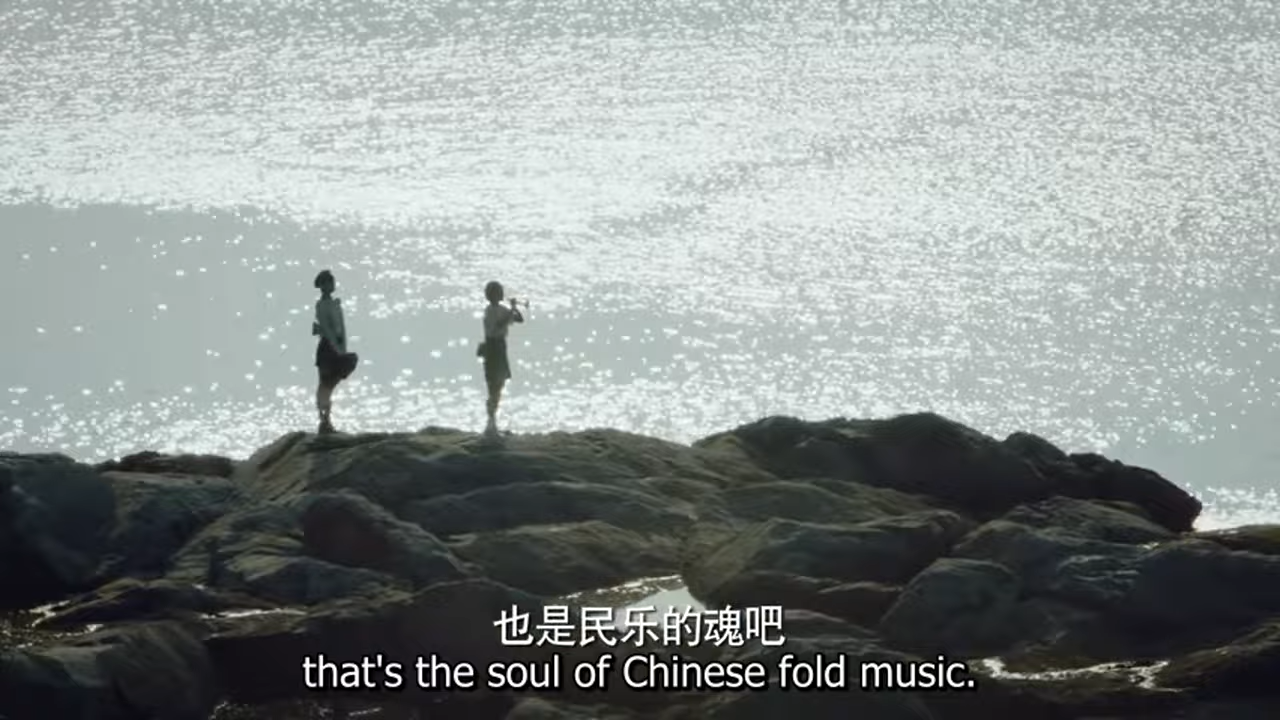 也是民乐的魂吧
that's the soul of Chinese fold music.